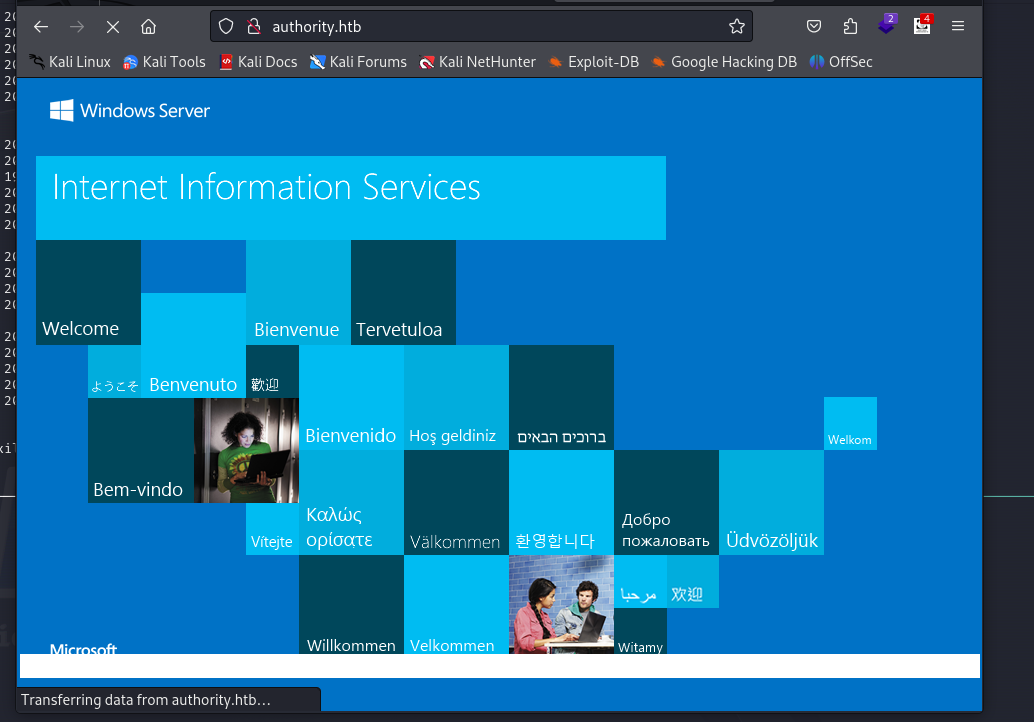 authority.htb
2
4
Kali Linux
Kali Tools
Kali Docs
Kali Forums
Kali NetHunter
Exploit-DB
Google Hacking DB
OffSec
Windows Server
Internet Information Services
Welcome
Bienvenue
Tervetuloa
ようこそ
Benvenuto
歡迎
Bienvenido
Hoş geldiniz
ברוכים הבאים
Welkom
Bem-vindo
Vítejte
Καλώς
ορίσατε
Välkommen
환영합니다
Добро
пожаловать
Üdvözöljük
مرحبا
欢迎
Willkommen
Velkommen
Witamy
Microsoft
Transferring data from authority.htb…